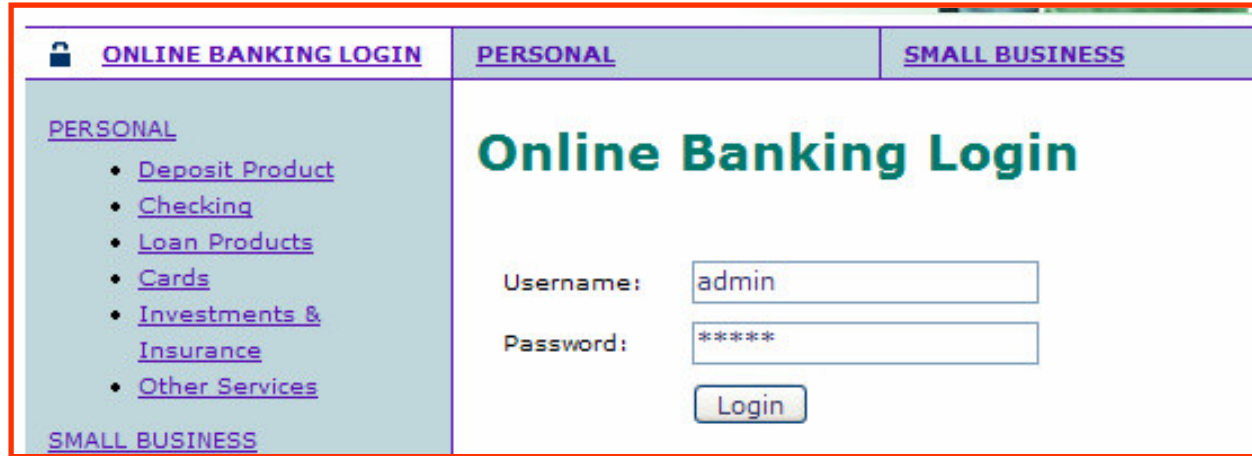 ONLINE BANKING LOGIN PERSONAL SMALL BUSINESS
PERSONAL
• Deposit Product
• Checking
• Loan Products
• Cards
• Investments &
Insurance
• Other Services
SMALL BUSINESS
Online Banking Login
Username: admin
Password: *****
Login